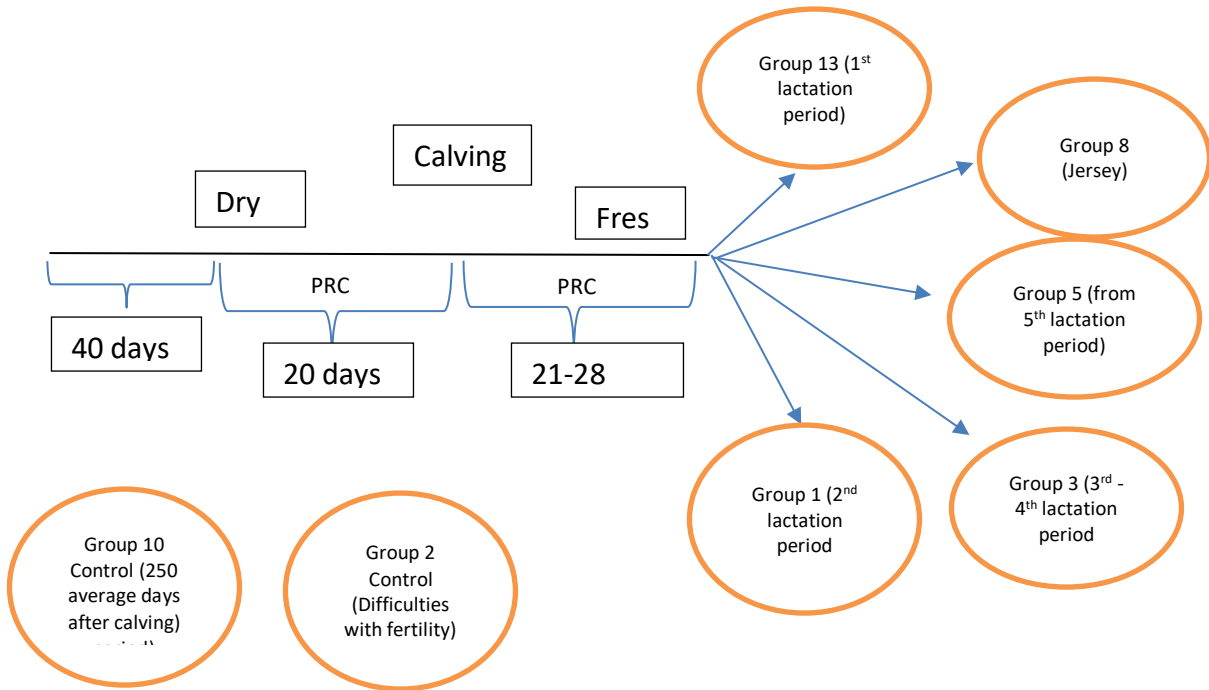 Group 13 (1st
lactation
period)
Calving
Group 8
(Jersey)
Dry
Fres
PRC
PRC
Group 5 (from
5th lactation
period)
40 days
20 days
21-28
Group 1 (2nd
lactation
period
Group 3 (3rd -
4th lactation
period
Group 10
Control (250
average days
after calving)
Group 2
Control
(Difficulties
with fertility)